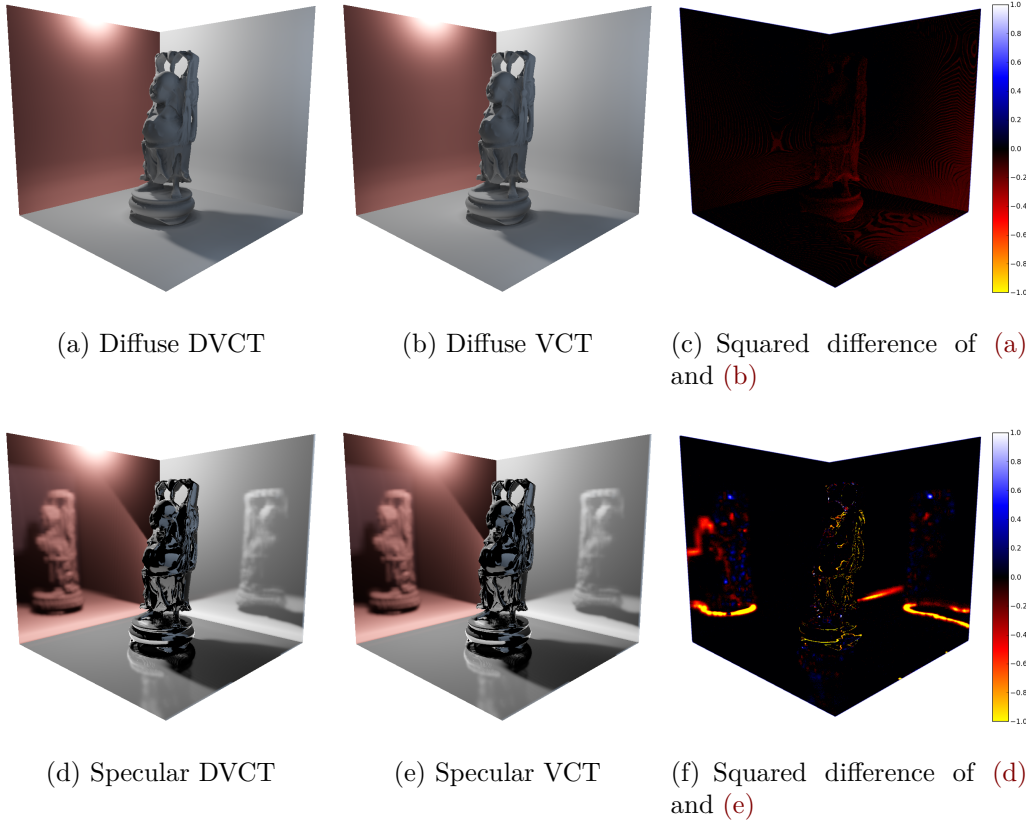 1.0
0.8
0.6
0.4
0.2
0.0
−0.2
−0.4
−0.6
−0.8
−1.0
(a) Diffuse DVCT
(b) Diffuse VCT
(c) Squared difference of (a)
and (b)
1.0
0.8
0.6
0.4
0.2
0.0
−0.2
−0.4
−0.6
−0.8
−1.0
(d) Specular DVCT
(e) Specular VCT
(f) Squared difference of (d)
and (e)